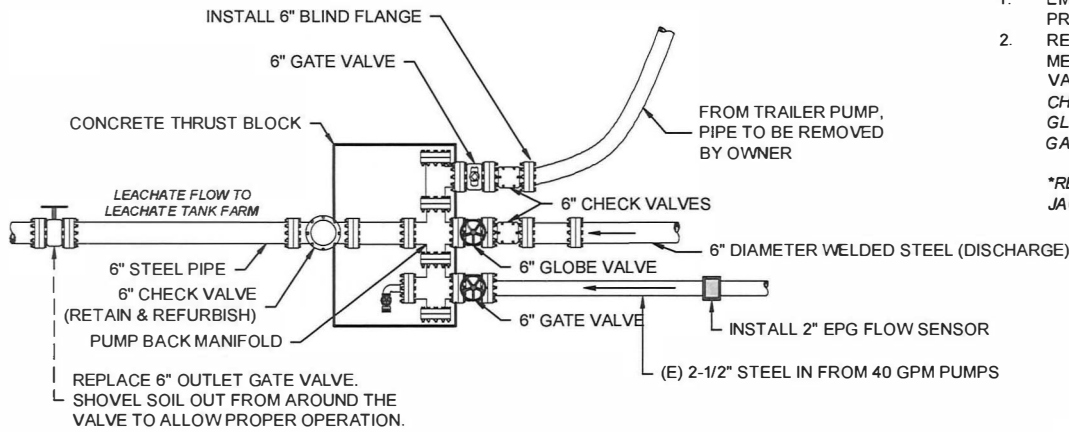 INSTALL 6" BLIND FLANGE
6" GATE VALVE
CONCRETE THRUST BLOCK
FROM TRAILER PUMP,
PIPE TO BE REMOVED
BY OWNER
LEACHATE FLOW TO
LEACHATE TANK FARM
6" CHECK VALVES
6" STEEL PIPE
6" DIAMETER WELDED STEEL (DISCHARGE)
6" GLOBE VALVE
6" CHECK VALVE
(RETAIN & REFURBISH)
6" GATE VALVE
INSTALL 2" EPG FLOW SENSOR
PUMP BACK MANIFOLD
(E) 2-1/2" STEEL IN FROM 40 GPM PUMPS
REPLACE 6" OUTLET GATE VALVE.
SHOVEL SOIL OUT FROM AROUND THE
VALVE TO ALLOW PROPER OPERATION.
1.
2.
RE
ME
VA
CH
GL
GA